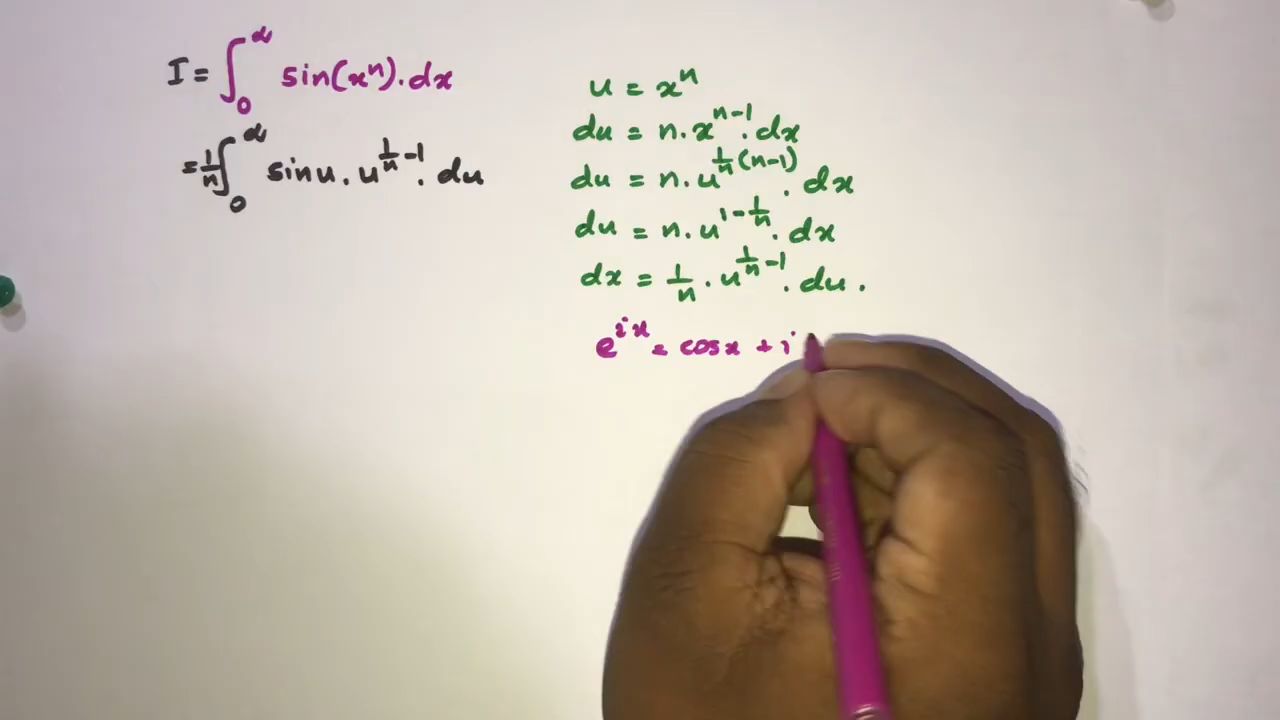 I = ∫₀^∞ sin(xⁿ).dx
= 1/n ∫₀^∞ sinu . u^(1/n - 1) . du
u = xⁿ
du = n.x^(n-1) . dx
du = n.u^(1/n (n-1)) . dx
du = n.u^(1 - 1/n) . dx
dx = 1/n . u^(1/n - 1) . du .
e^(ix) = cosx + i